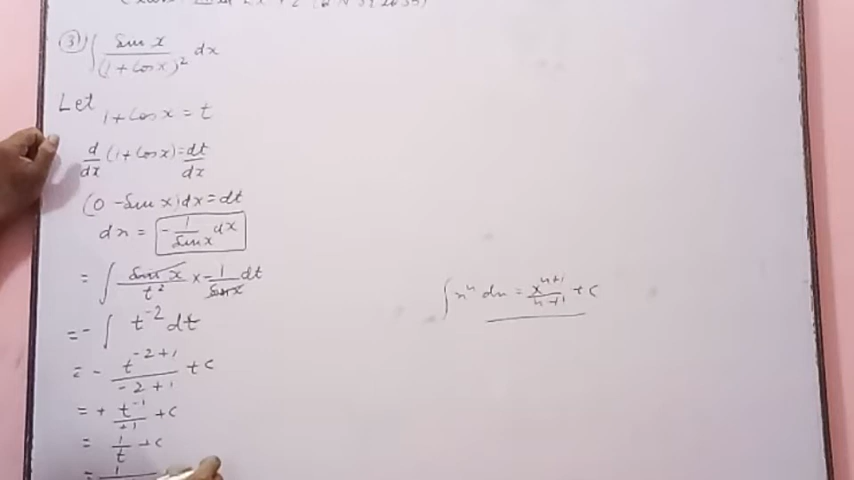 ③ ∫ sin x / (1 + cos x)² dx
Let 1 + cos x = t
d/dx (1 + cos x) = dt/dx
(0 - sin x) dx = dt
dx = - 1/sin x dx
= ∫ sin x / t² × -1/sin x dt
= - ∫ t⁻² dt
= - t⁻²⁺¹ / -2+1 + c
= + t⁻¹ / +1 + c
= 1/t + c
= 1
∫ xⁿ dx = xⁿ⁺¹ / n+1 + c